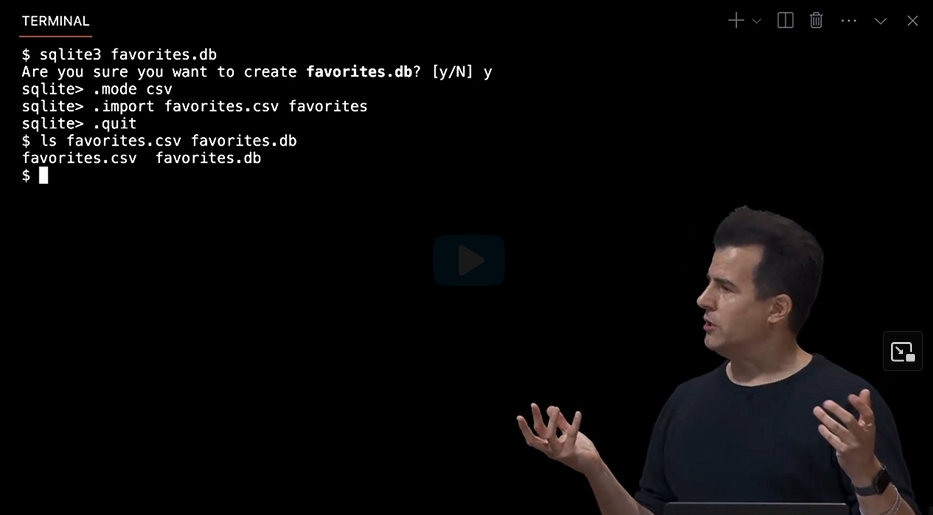 TERMINAL
$ sqlite3 favorites.db
Are you sure you want to create favorites.db? [y/N] y
sqlite> .mode csv
sqlite> .import favorites.csv favorites
sqlite> .quit
$ ls favorites.csv favorites.db
favorites.csv  favorites.db
$